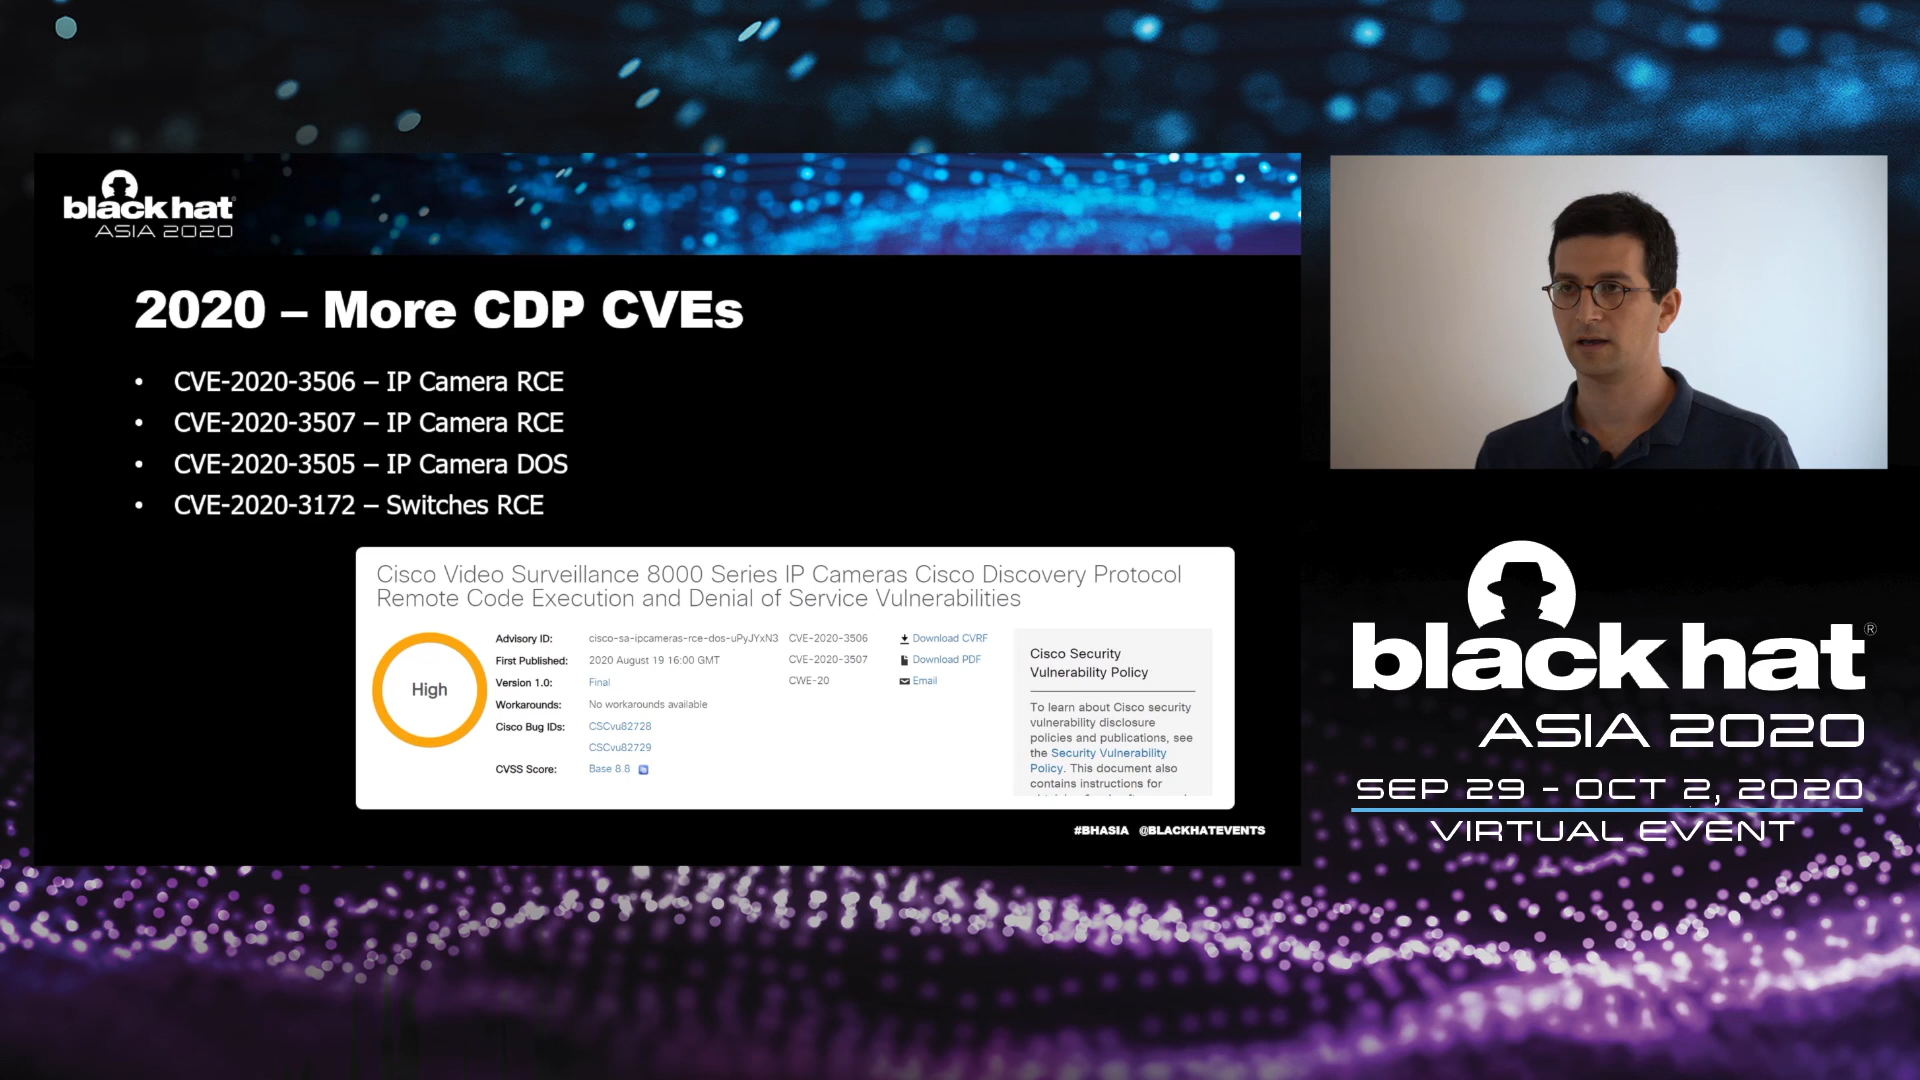 black hat
ASIA 2020
2020 – More CDP CVEs
• CVE-2020-3506 – IP Camera RCE
• CVE-2020-3507 – IP Camera RCE
• CVE-2020-3505 – IP Camera DOS
• CVE-2020-3172 – Switches RCE
Cisco Video Surveillance 8000 Series IP Cameras Cisco Discovery Protocol
Remote Code Execution and Denial of Service Vulnerabilities
High
Advisory ID: cisco-sa-ipcameras-rce-dos-uPyJYxN3
First Published: 2020 August 19 16:00 GMT
Version 1.0: Final
Workarounds: No workarounds available
Cisco Bug IDs: CSCvu82728
CSCvu82729
CVSS Score: Base 8.8
CVE-2020-3506
CVE-2020-3507
CWE-20
Download CVRF
Download PDF
Email
Cisco Security
Vulnerability Policy
To learn about Cisco security
vulnerability disclosure
policies and publications, see
the Security Vulnerability
Policy. This document also
contains instructions for
#BHASIA @BLACKHATEVENTS
black hat®
ASIA 2020
SEP 29 - OCT 2, 2020
VIRTUAL EVENT